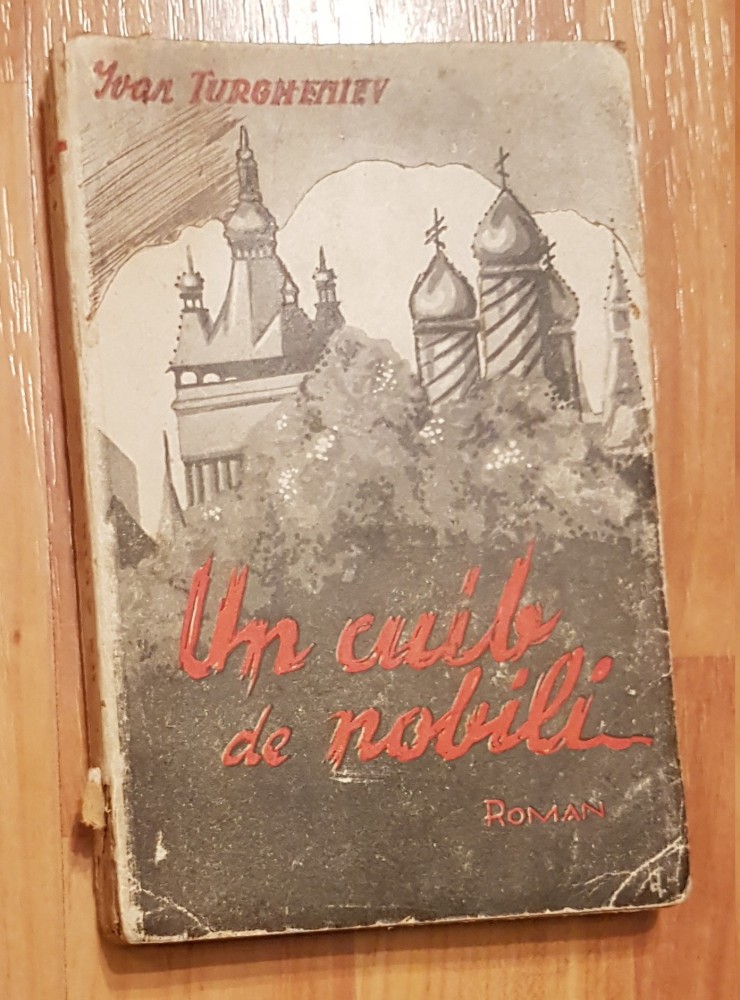 Ivan TURGHENIEV
Un cuib
de nobili
ROMAN